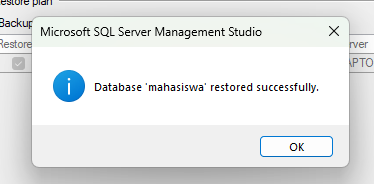 Restore plan
Backup
Microsoft SQL Server Management Studio
Restore
erver
Database 'mahasiswa' restored successfully.
APTO
OK